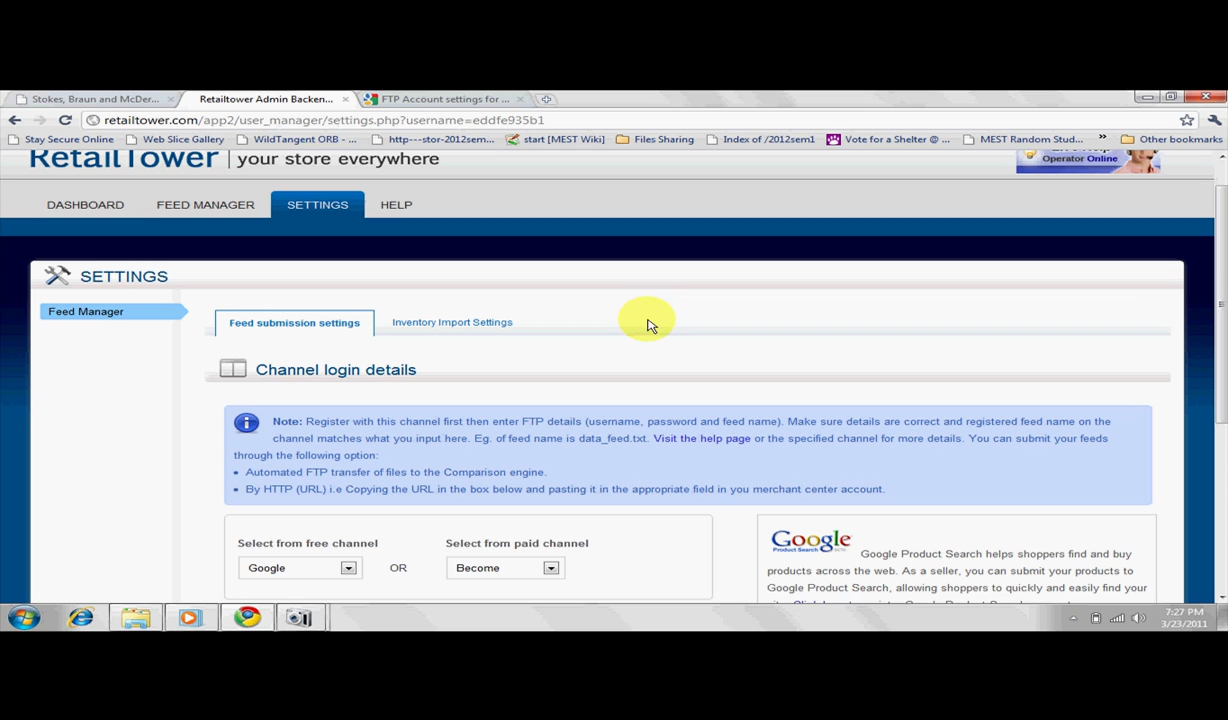 Stokes, Braun and McDer...
Retailtower Admin Backen...
FTP Account settings for ...
retailtower.com/app2/user_manager/settings.php?username=eddfe935b1
Stay Secure Online
Web Slice Gallery
WildTangent ORB - ...
http---stor-2012sem...
start [MEST Wiki]
Files Sharing
Index of /2012sem1
Vote for a Shelter @ ...
MEST Random Stud...
Other bookmarks
RETAILTOWER | your store everywhere
Operator Online
DASHBOARD
FEED MANAGER
SETTINGS
HELP
SETTINGS
Feed Manager
Feed submission settings
Inventory Import Settings
Channel login details
Note: Register with this channel first then enter FTP details (username, password and feed name). Make sure details are correct and registered feed name on the
channel matches what you input here. Eg. of feed name is data_feed.txt. Visit the help page or the specified channel for more details. You can submit your feeds
through the following option:
Automated FTP transfer of files to the Comparison engine.
By HTTP (URL) i.e Copying the URL in the box below and pasting it in the appropriate field in you merchant center account.
Select from free channel
Select from paid channel
Google
OR
Become
Google
Product Search BETA
Google Product Search helps shoppers find and buy
products across the web. As a seller, you can submit your products to
Google Product Search, allowing shoppers to quickly and easily find your
7:27 PM
3/23/2011